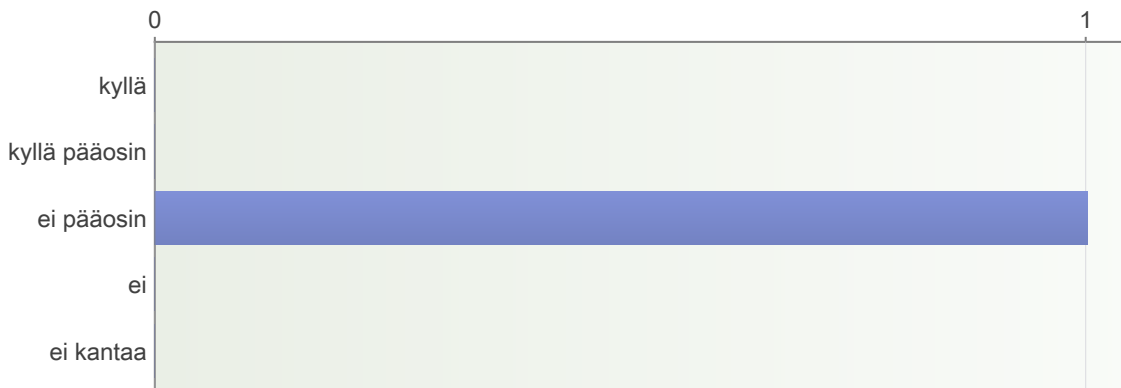 0 1
kyllä
kyllä pääosin
ei pääosin
ei
ei kantaa